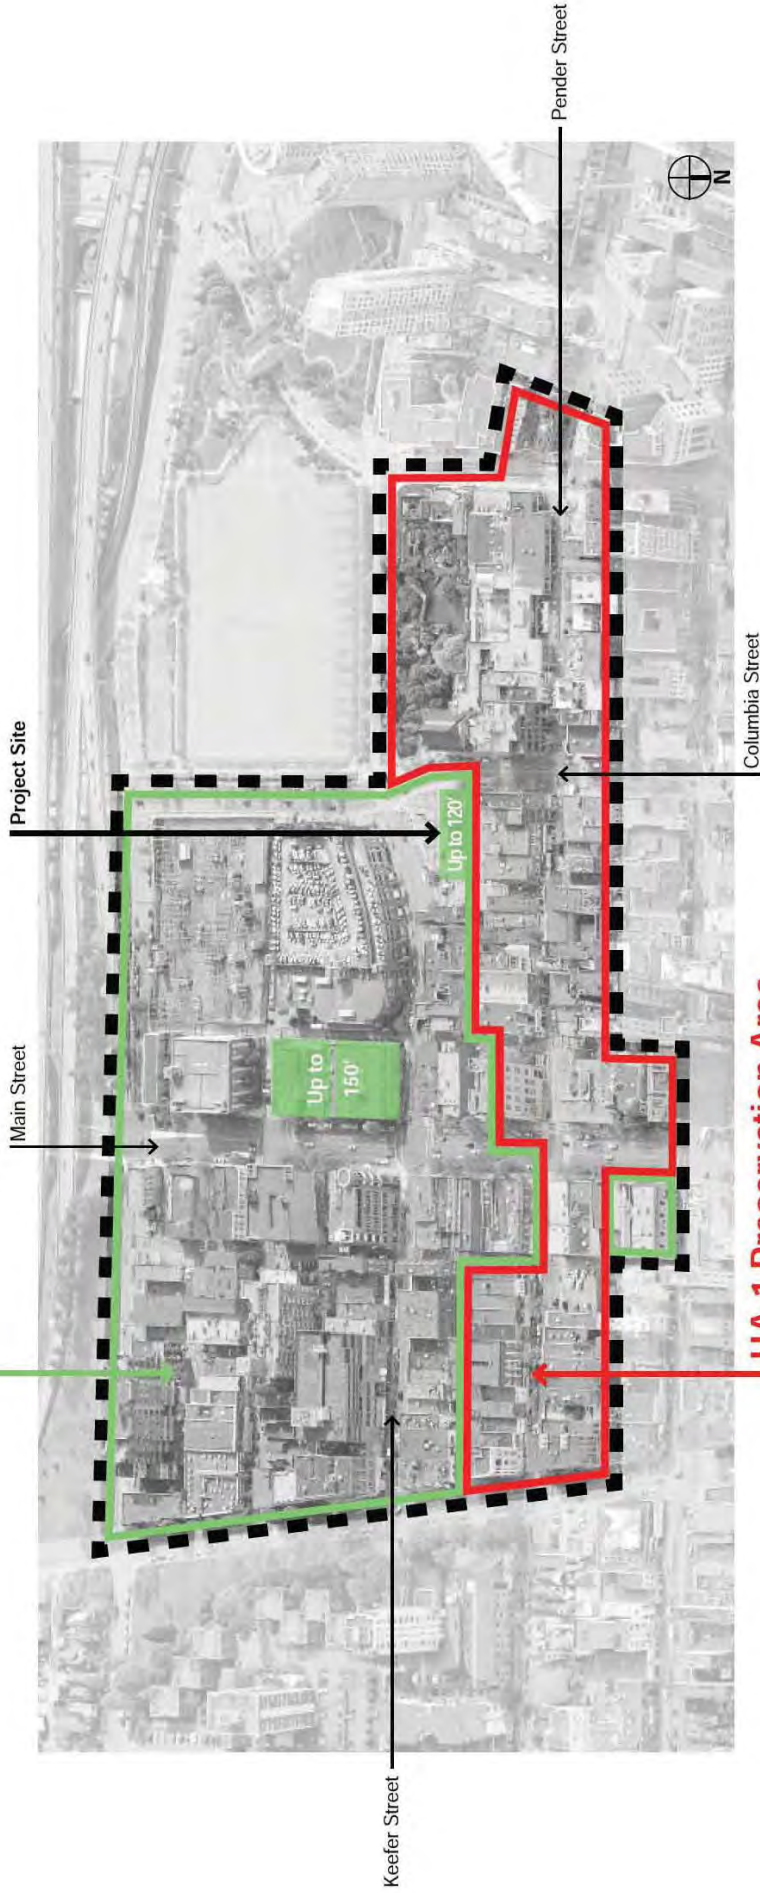 Pender Street
N
Project Site
Columbia Street
Up to 120'
Main Street
Up to
150'
Keefer Street